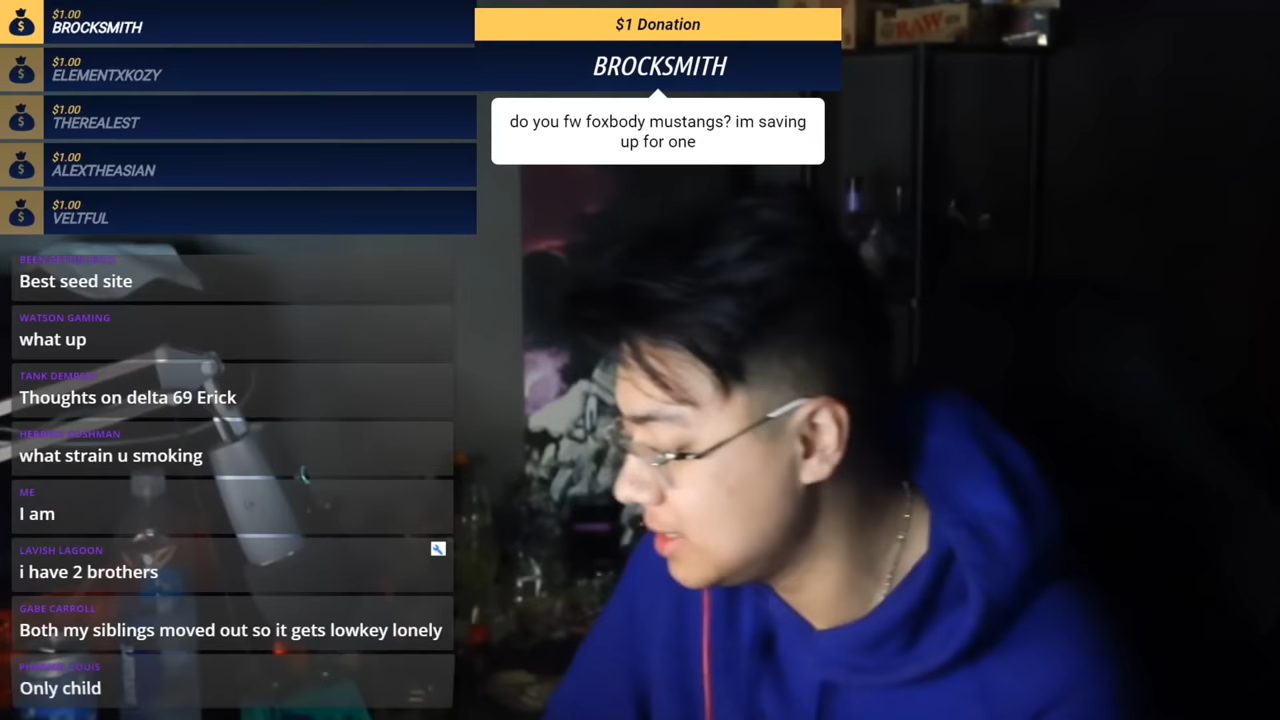 $1.00
BROCKSMITH
$1.00
ELEMENTXKOZY
$1.00
THEREALEST
$1.00
ALEXTHEASIAN
$1.00
VELTFUL
$1 Donation
BROCKSMITH
do you fw foxbody mustangs? im saving
up for one
RAW
Best seed site
WATSON GAMING
what up
TANK
Thoughts on delta 69 Erick
what strain u smoking
ME
I am
LAVISH LAGOON
i have 2 brothers
GABE CARROLL
Both my siblings moved out so it gets lowkey lonely
Only child